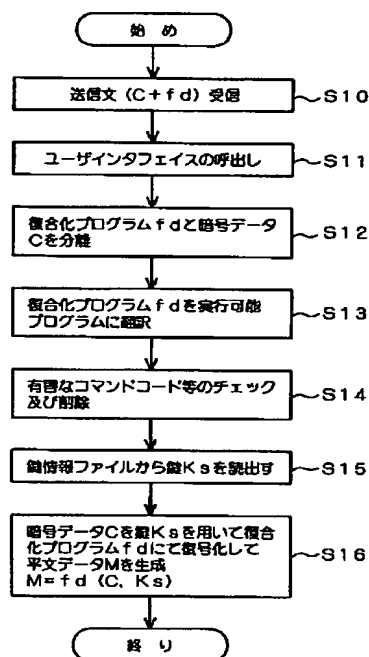 始 め
送信文（C＋fd）受信
S10
ユーザインタフェイスの呼出し
S11
復合化プログラムfdと暗号データ
Cを分離
S12
復合化プログラムfdを実行可能
プログラムに翻訳
S13
有害なコマンドコード等のチェック
及び削除
S14
鍵情報ファイルから鍵Ksを読出す
S15
暗号データCを鍵Ksを用いて復合
化プログラムfdにて復号化して
平文データMを生成
M＝fd（C、Ks）
S16
終 り